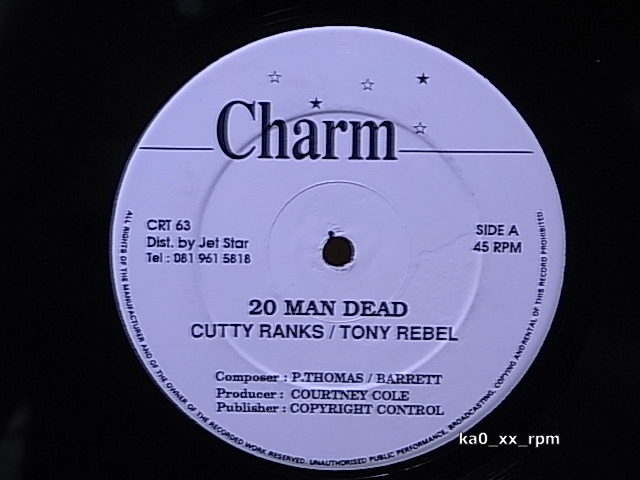 Charm
CRT 63
Dist. by Jet Star
Tel : 081 961 5818
SIDE A
45 RPM
20 MAN DEAD
CUTTY RANKS / TONY REBEL
Composer : P.THOMAS / BARRETT
Producer : COURTNEY COLE
Publisher : COPYRIGHT CONTROL
ALL RIGHTS OF THE MANUFACTURER AND OF THE OWNER OF THE RECORDED WORK RESERVED. UNAUTHORISED PUBLIC PERFORMANCE, BROADCASTING, COPYING AND RENTAL OF THIS RECORD PROHIBITED.
ka0_xx_rpm